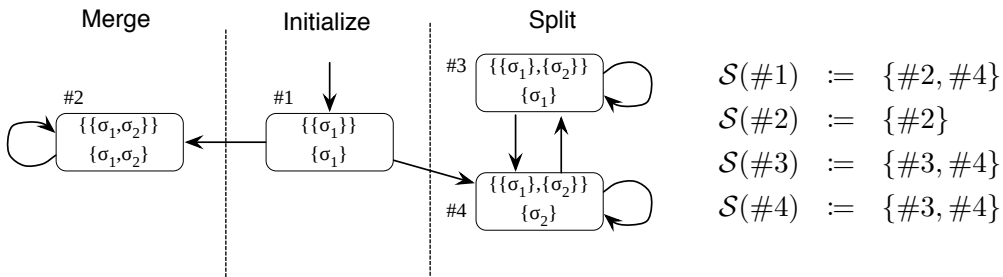 Merge
Initialize
Split
#2
{{σ₁,σ₂}}
{σ₁,σ₂}
#1
{{σ₁}}
{σ₁}
#3
{{σ₁},{σ₂}}
{σ₁}
#4
{{σ₁},{σ₂}}
{σ₂}
𝒮(#1) := {#2, #4}
𝒮(#2) := {#2}
𝒮(#3) := {#3, #4}
𝒮(#4) := {#3, #4}